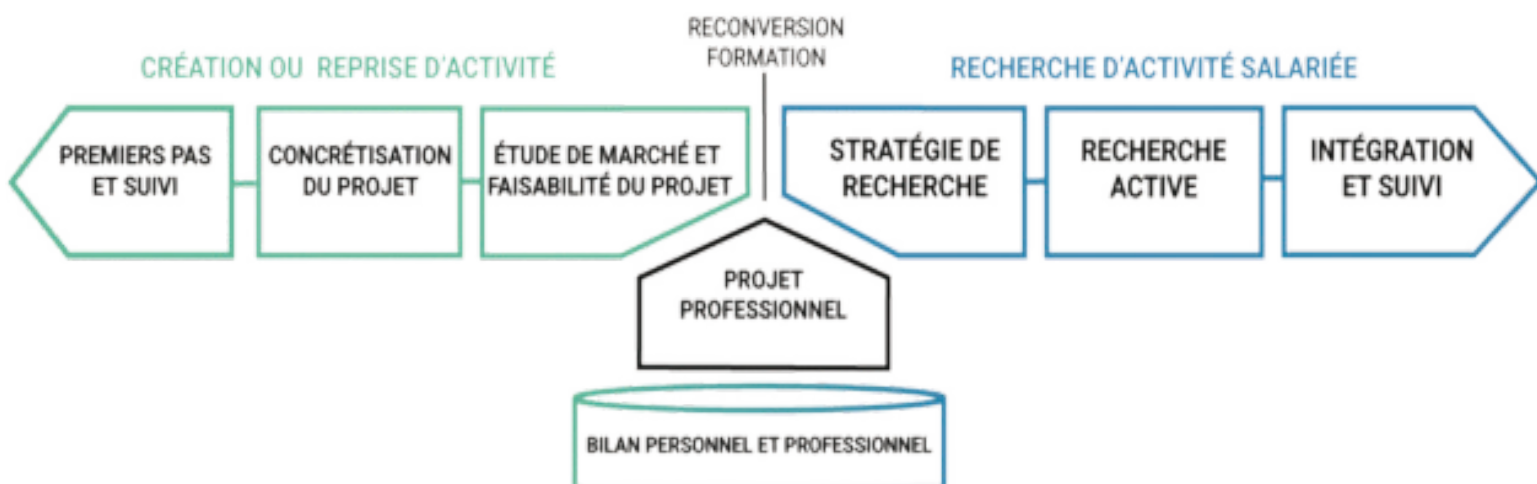 RECONVERSION
FORMATION
CRÉATION OU REPRISE D'ACTIVITÉ
RECHERCHE D'ACTIVITÉ SALARIÉE
PREMIERS PAS
ET SUIVI
CONCRÉTISATION
DU PROJET
ÉTUDE DE MARCHÉ ET
FAISABILITÉ DU PROJET
STRATÉGIE DE
RECHERCHE
RECHERCHE
ACTIVE
INTÉGRATION
ET SUIVI
PROJET
PROFESSIONNEL
BILAN PERSONNEL ET PROFESSIONNEL